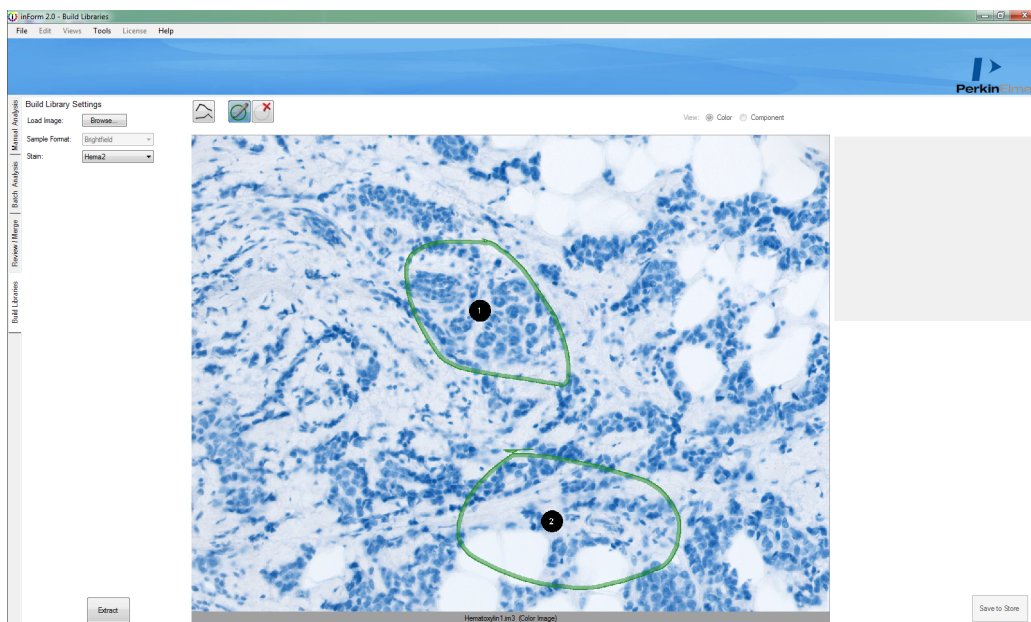 inForm 2.0 - Build Libraries
File Edit Views Tools License Help
PerkinElmer
Manual Analysis
Batch Analysis
Review / Merge
Build Libraries
Build Library Settings
Load Image: Browse...
Sample Format: Brightfield
Stain: Hema2
View: Color Component
1
2
Extract
Hematoxylin1.im3 (Color Image)
Save to Store